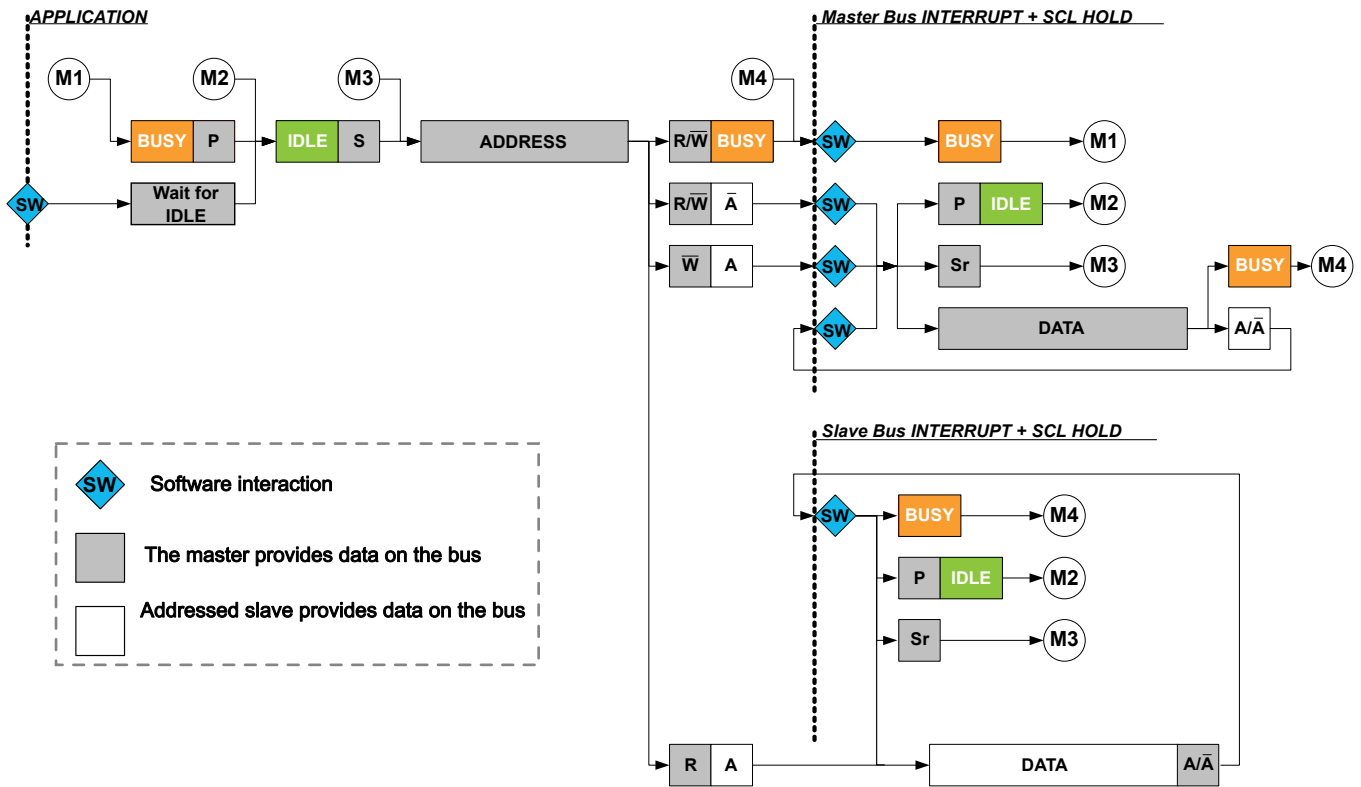 APPLICATION
Master Bus INTERRUPT + SCL HOLD
M1
M2
M3
M4
BUSY P
IDLE S
ADDRESS
R/W̅ BUSY
SW
BUSY
M1
SW
Wait for
IDLE
R/W̅ A̅
SW
P IDLE
M2
W̅ A
SW
Sr
M3
BUSY
M4
SW
DATA
A/A̅
Slave Bus INTERRUPT + SCL HOLD
SW
Software interaction
The master provides data on the bus
Addressed slave provides data on the bus
SW
BUSY
M4
P IDLE
M2
Sr
M3
R A
DATA
A/A̅